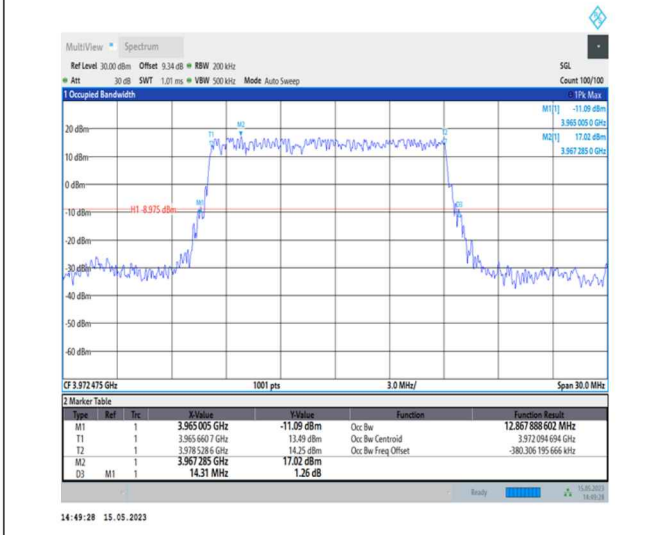 MultiView Spectrum
Ref Level 30.00 dBm Offset 9.34 dB RBW 200 kHz SGL
Att 30 dB SWT 1.01 ms VBW 500 kHz Mode Auto Sweep Count 100/100
1 Occupied Bandwidth 1Pk Max
M1[1] -11.09 dBm
3.965 005 0 GHz
M2[1] 17.02 dBm
3.967 285 0 GHz
M2
T1
T2
20 dBm
10 dBm
0 dBm
M1
D3
H1 -8.975 dBm
-10 dBm
-20 dBm
-30 dBm
-40 dBm
-50 dBm
-60 dBm
CF 3.972 475 GHz 1001 pts 3.0 MHz/ Span 30.0 MHz
2 Marker Table
Type Ref Trc X-Value Y-Value Function Function Result
M1 1 3.965 005 GHz -11.09 dBm Occ Bw 12.867 888 602 MHz
T1 1 3.965 660 7 GHz 13.49 dBm Occ Bw Centroid 3.972 094 694 GHz
T2 1 3.978 528 6 GHz 14.25 dBm Occ Bw Freq Offset -380.306 195 666 kHz
M2 1 3.967 285 GHz 17.02 dBm
D3 M1 1 14.31 MHz 1.26 dB
Ready 15.05.2023
14:49:28
14:49:28 15.05.2023